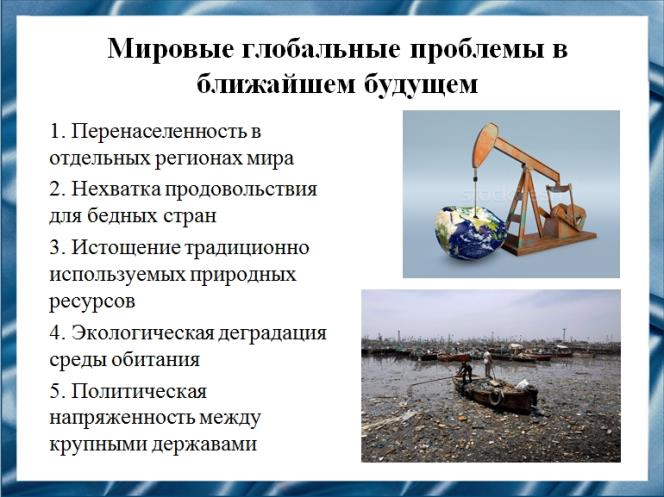 Мировые глобальные проблемы в
ближайшем будущем
1. Перенаселенность в
отдельных регионах мира
2. Нехватка продовольствия
для бедных стран
3. Истощение традиционно
используемых природных
ресурсов
4. Экологическая деградация
среды обитания
5. Политическая
напряженность между
крупными державами